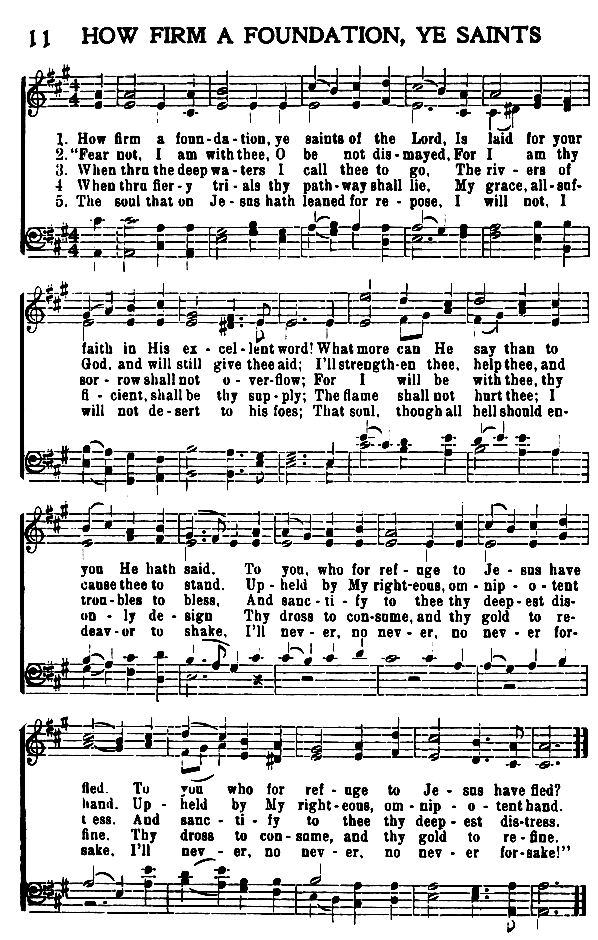 11 HOW FIRM A FOUNDATION, YE SAINTS
1. How firm a foun-da-tion, ye saints of the Lord, Is laid for your
2. "Fear not, I am with thee, O be not dis-mayed, For I am thy
3. When thru the deep wa-ters I call thee to go, The riv-ers of
4 When thru fier-y tri-als thy path-way shall lie, My grace, all-suf-
5. The soul that on Je-sus hath leaned for re-pose, I will not, I
faith in His ex-cel-lent word! What more can He say than to
God, and will still give thee aid; I'll strength-en thee, help thee, and
sor-row shall not o-ver-flow; For I will be with thee, thy
fi-cient, shall be thy sup-ply; The flame shall not hurt thee; I
will not de-sert to his foes; That soul, though all hell should en-
you He hath said. To you, who for ref-uge to Je-sus have
cause thee to stand. Up-held by My right-eous, om-nip-o-tent
trou-bles to bless, And sanc-ti-fy to thee thy deep-est dis-
on-ly de-sign Thy dross to con-sume, and thy gold to re-
deav-or to shake, I'll nev-er, no nev-er, no nev-er for-
fled. To you who for ref-uge to Je-sus have fled?
hand. Up-held by My right-eous, om-nip-o-tent hand.
t ess. And sanc-ti-fy to thee thy deep-est dis-tress.
fine. Thy dross to con-sume, and thy gold to re-fine.
sake, I'll nev-er, no nev-er, no nev-er for-sake!"